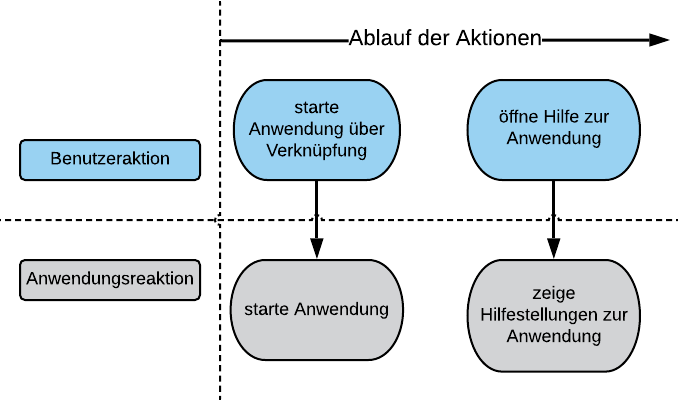 Ablauf der Aktionen
Benutzeraktion
starte
Anwendung über
Verknüpfung
öffne Hilfe zur
Anwendung
Anwendungsreaktion
starte Anwendung
zeige
Hilfestellungen zur
Anwendung